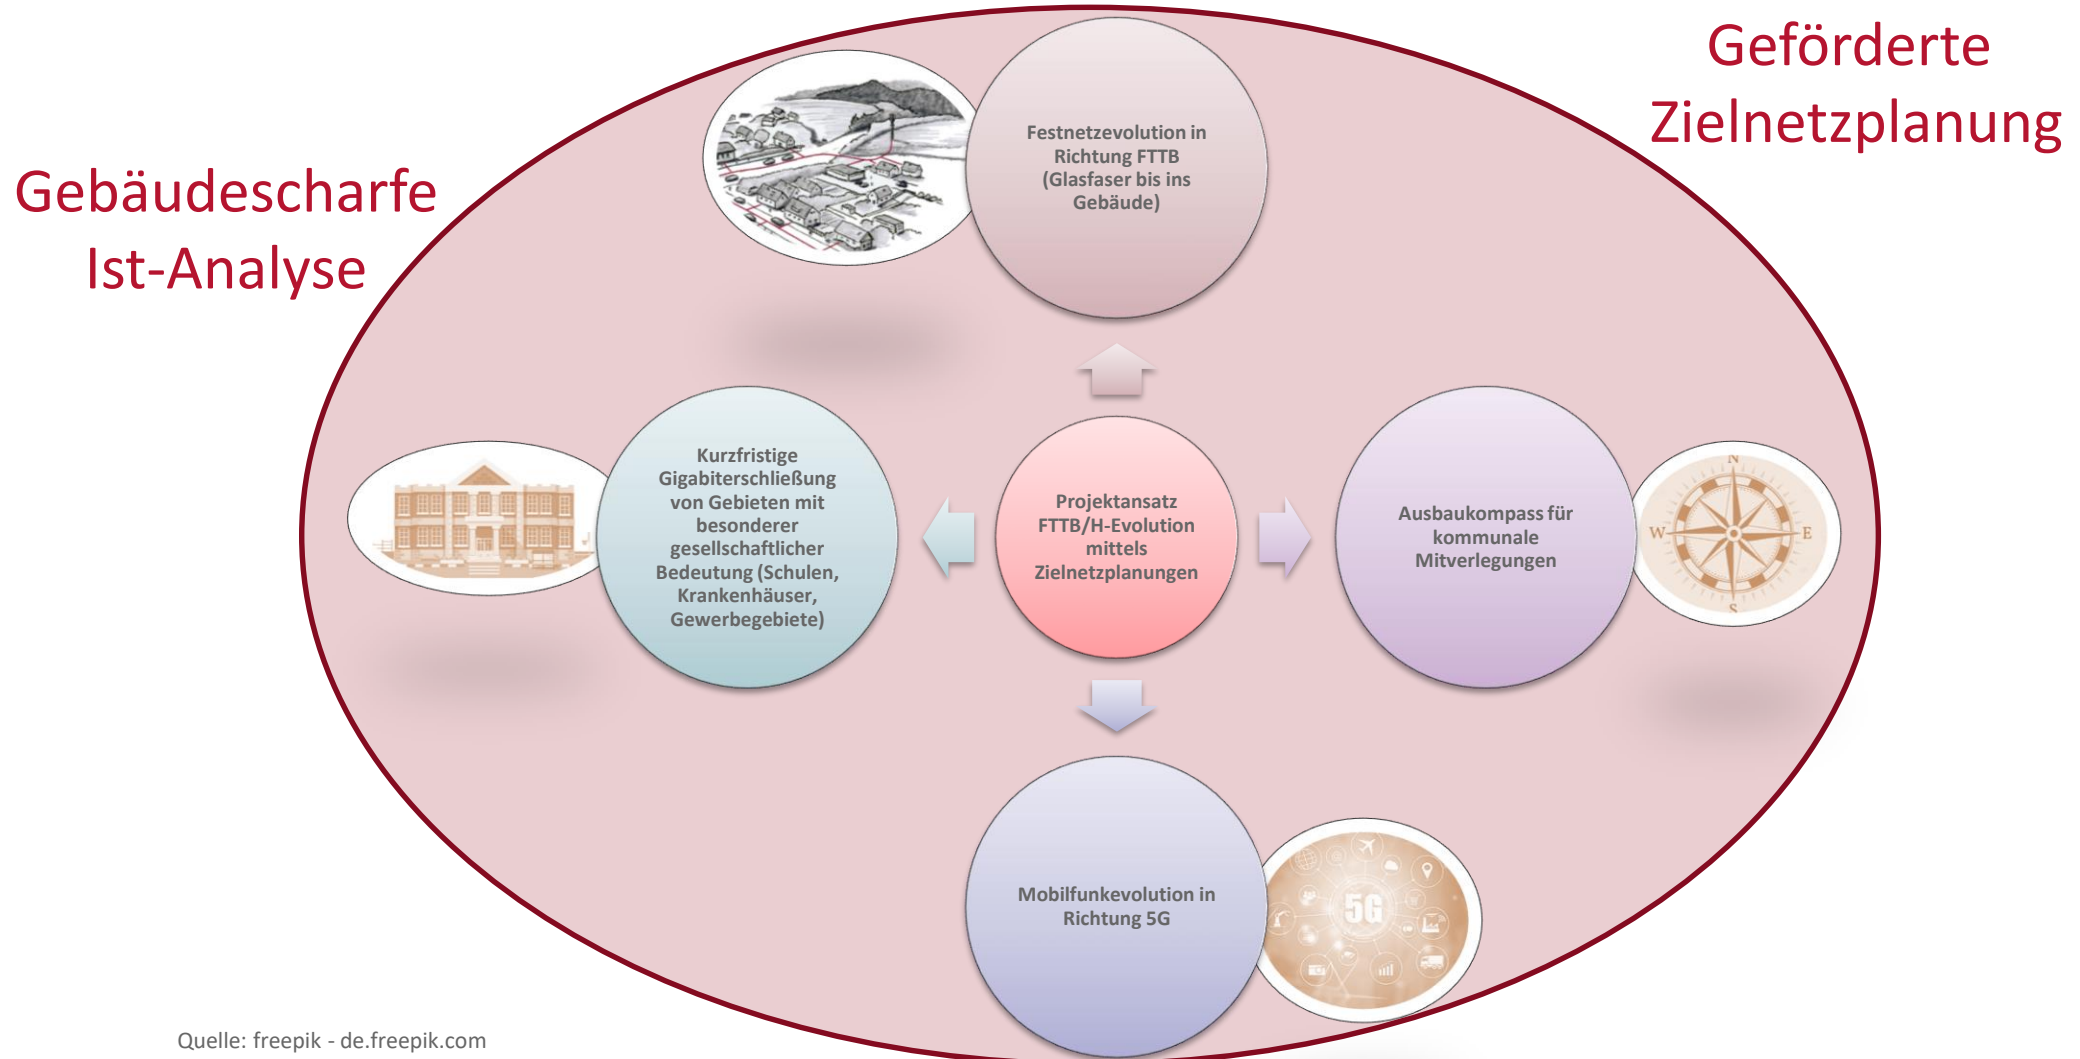 Geförderte
Zielnetzplanung
Gebäudescharfe
Ist-Analyse
Festnetzevolution in
Richtung FTTB
(Glasfaser bis ins
Gebäude)
Kurzfristige
Gigabiterschließung
von Gebieten mit
besonderer
gesellschaftlicher
Bedeutung (Schulen,
Krankenhäuser,
Gewerbegebiete)
Projektansatz
FTTB/H-Evolution
mittels
Zielnetzplanungen
Ausbaukompass für
kommunale
Mitverlegungen
N
W
E
S
Mobilfunkevolution in
Richtung 5G
5G
Quelle: freepik - de.freepik.com